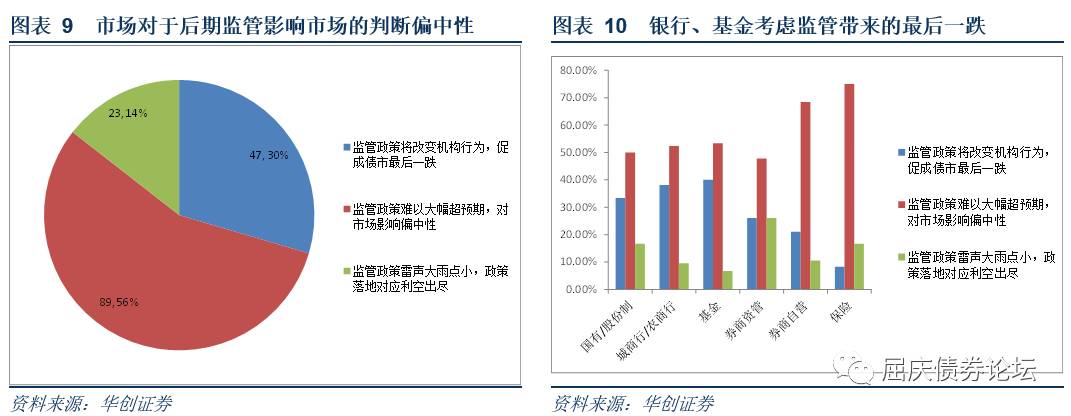 图表 9 市场对于后期监管影响市场的判断偏中性
23,14%
47,30%
89,56%
监管政策将改变机构行为，促
成债市最后一跌
监管政策难以大幅超预期，对
市场影响偏中性
监管政策雷声大雨点小，政策
落地对应利空出尽
资料来源：华创证券
图表 10 银行、基金考虑监管带来的最后一跌
80.00%
70.00%
60.00%
50.00%
40.00%
30.00%
20.00%
10.00%
0.00%
国有/股份制
城商行/农商行
基金
券商资管
券商自营
保险
监管政策将改变机构行为，
促成债市最后一跌
监管政策难以大幅超预期，
对市场影响偏中性
监管政策雷声大雨点小，政
策落地对应利空出尽
屈庆债券论坛
资料来源：华创证券